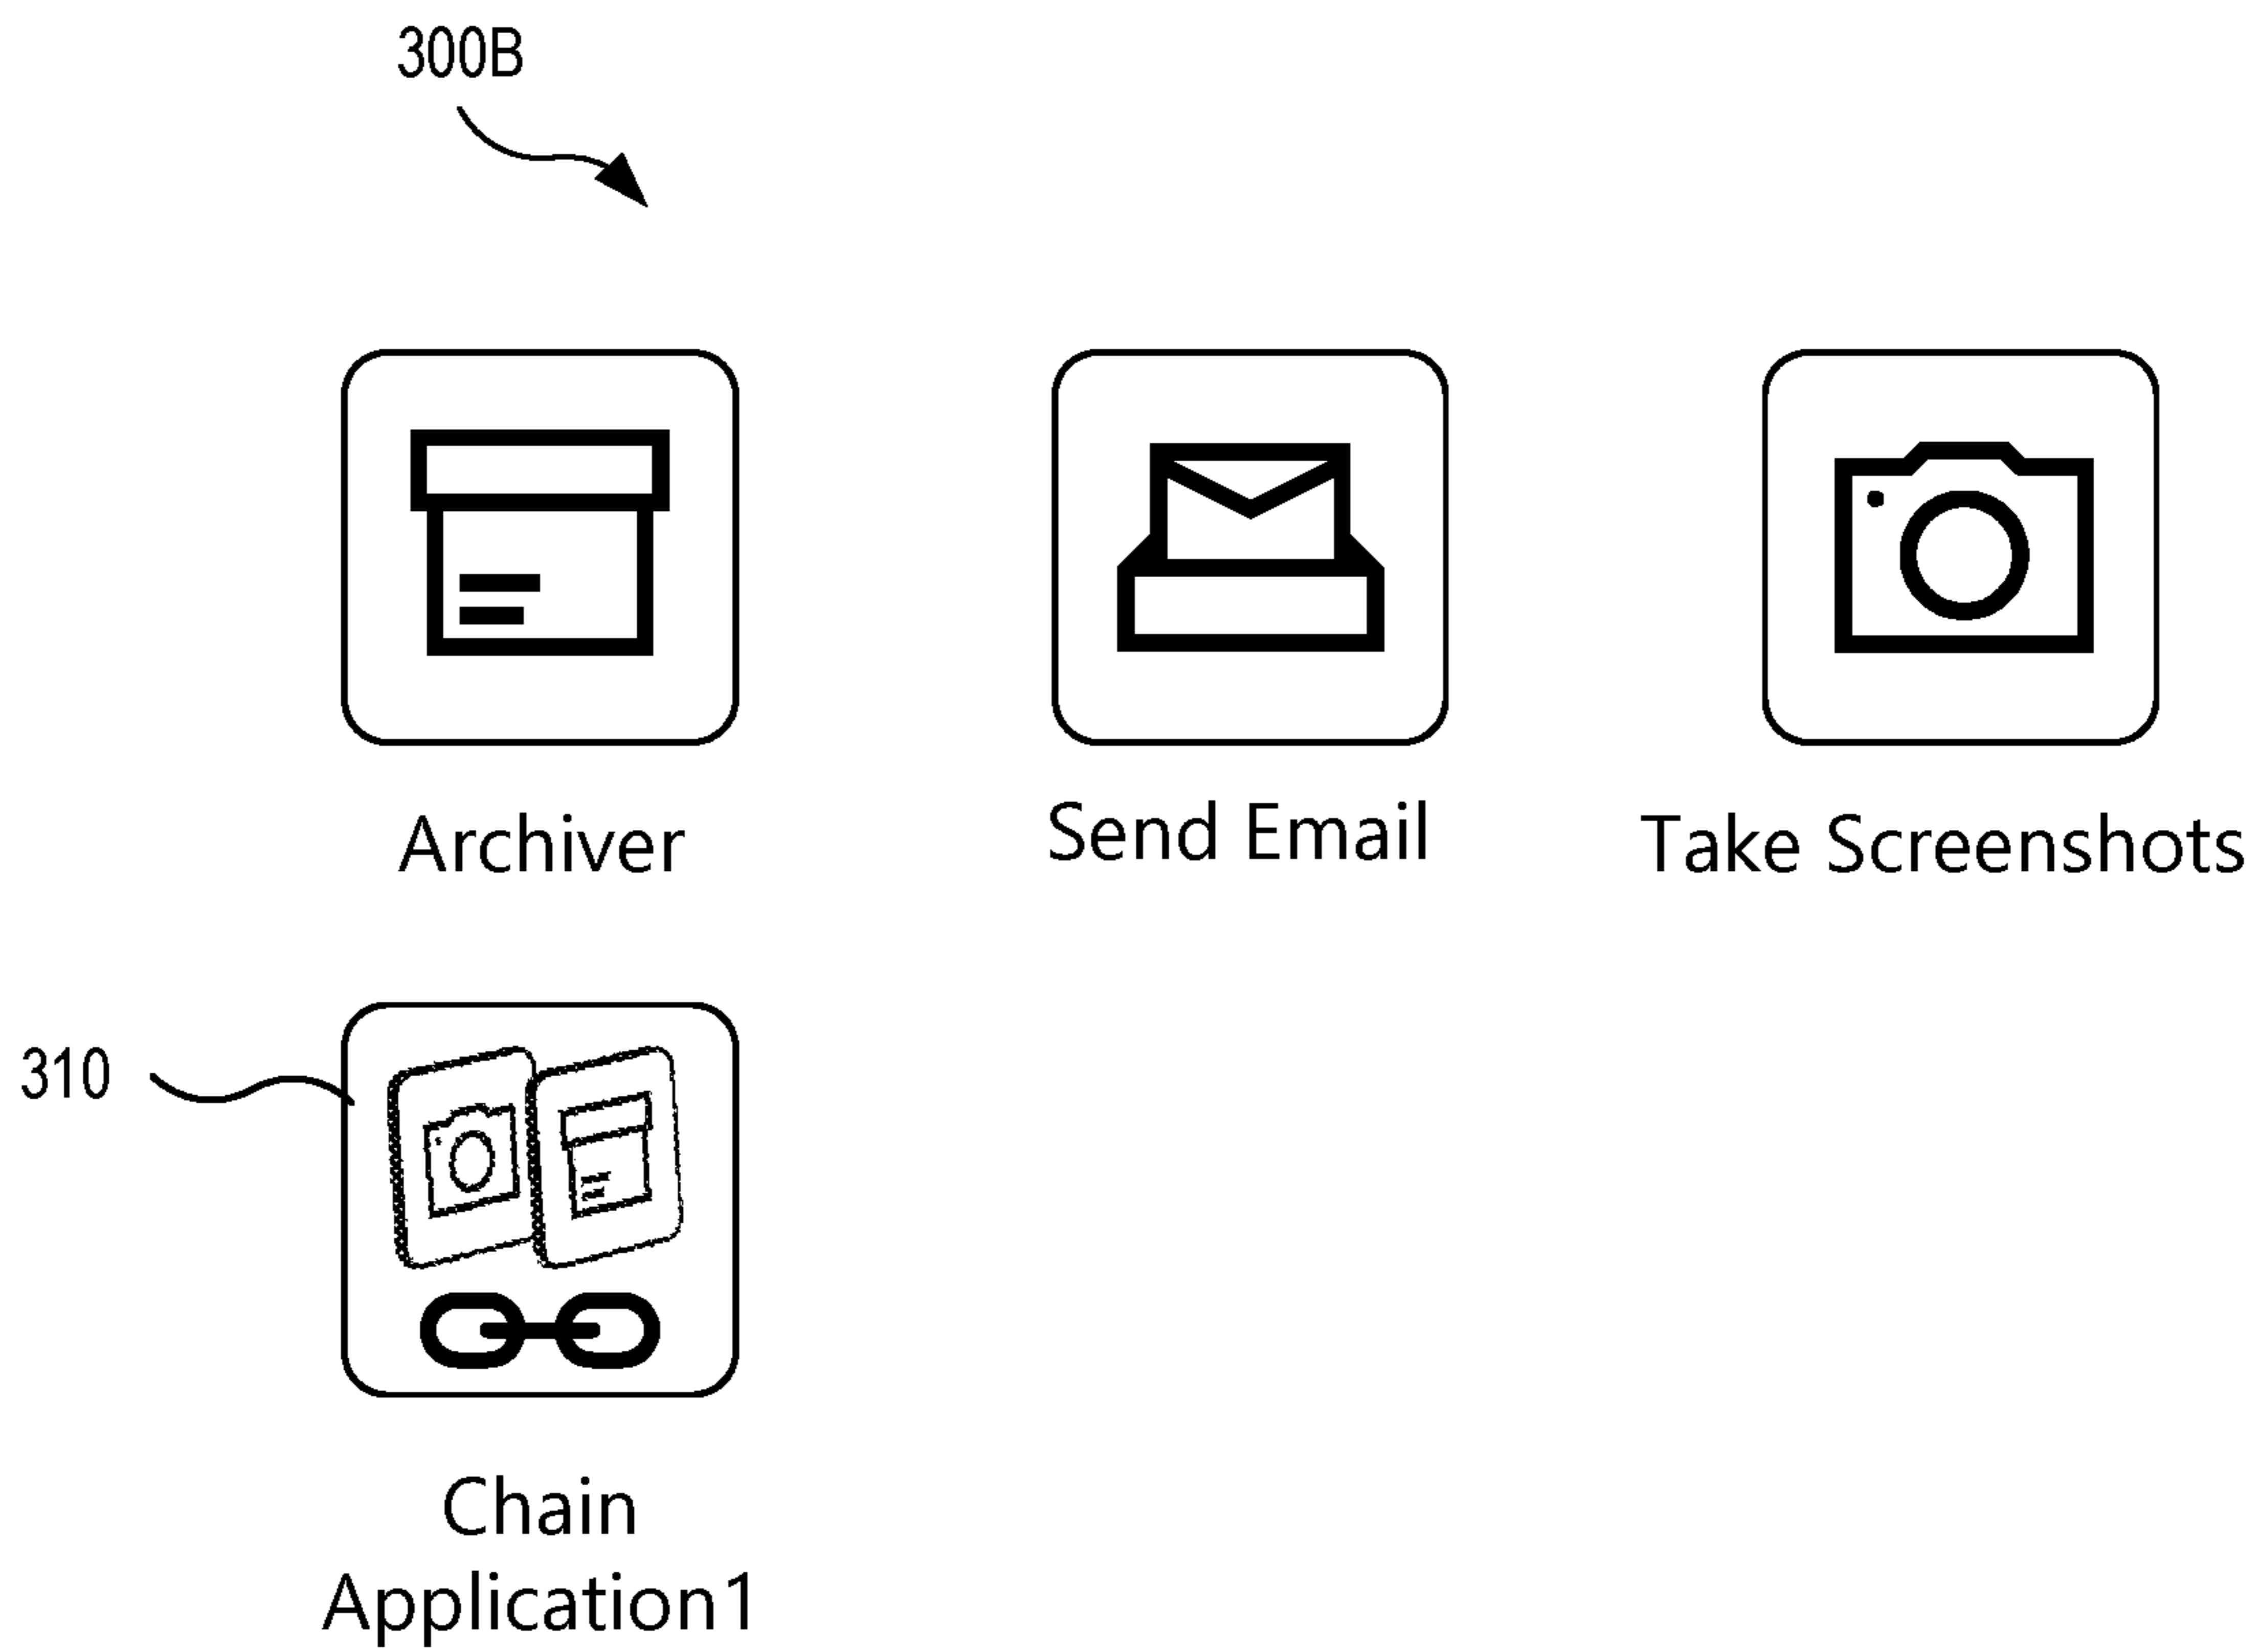 300B
Archiver
Send Email
Take Screenshots
310
Chain
Application1